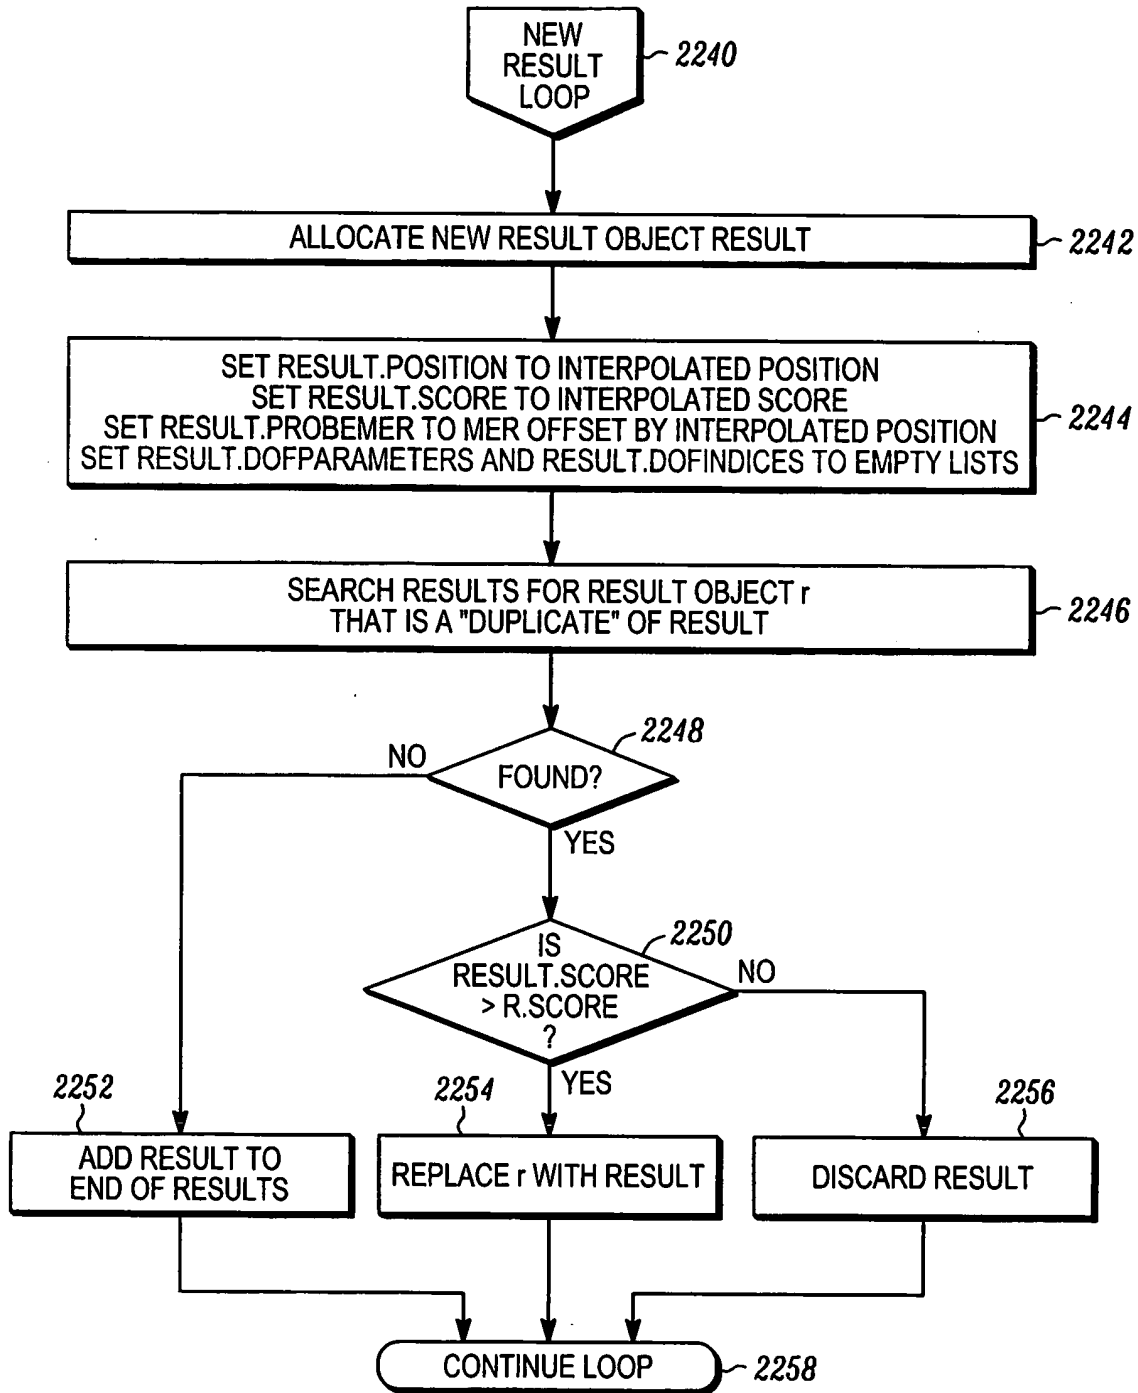 NEW
RESULT
LOOP
2240
ALLOCATE NEW RESULT OBJECT RESULT
2242
SET RESULT.POSITION TO INTERPOLATED POSITION
SET RESULT.SCORE TO INTERPOLATED SCORE
SET RESULT.PROBEMER TO MER OFFSET BY INTERPOLATED POSITION
SET RESULT.DOFPARAMETERS AND RESULT.DOFINDICES TO EMPTY LISTS
2244
SEARCH RESULTS FOR RESULT OBJECT r
THAT IS A "DUPLICATE" OF RESULT
2246
2248
NO
FOUND?
YES
2250
IS
RESULT.SCORE
> R.SCORE
?
NO
YES
2252
ADD RESULT TO
END OF RESULTS
2254
REPLACE r WITH RESULT
2256
DISCARD RESULT
CONTINUE LOOP
2258